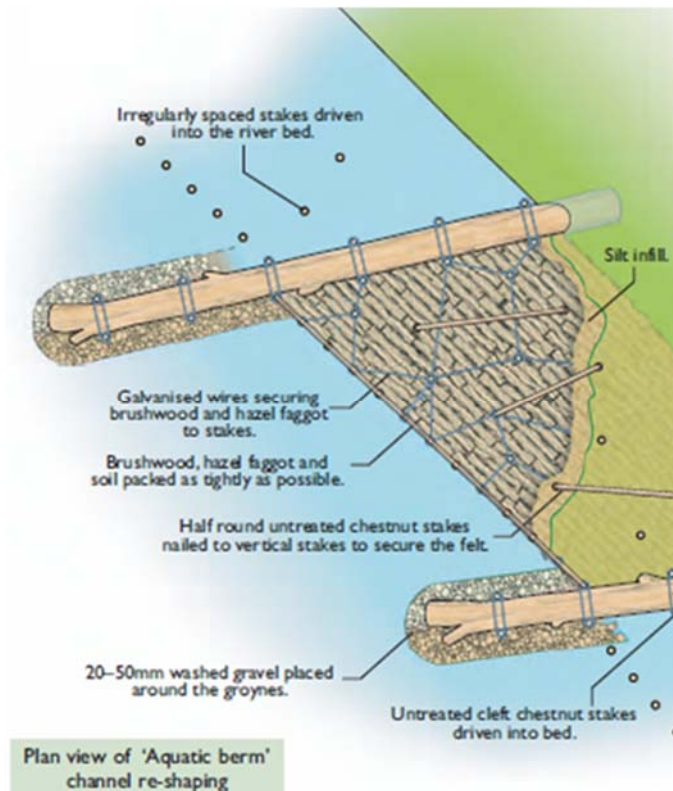 Irregularly spaced stakes driven
into the river bed.
Silt infill.
Galvanised wires securing
brushwood and hazel faggot
to stakes.
Brushwood, hazel faggot and
soil packed as tightly as possible.
Half round untreated chestnut stakes
nailed to vertical stakes to secure the felt.
20–50mm washed gravel placed
around the groynes.
Untreated cleft chestnut stakes
driven into bed.
Plan view of ‘Aquatic berm’
channel re-shaping